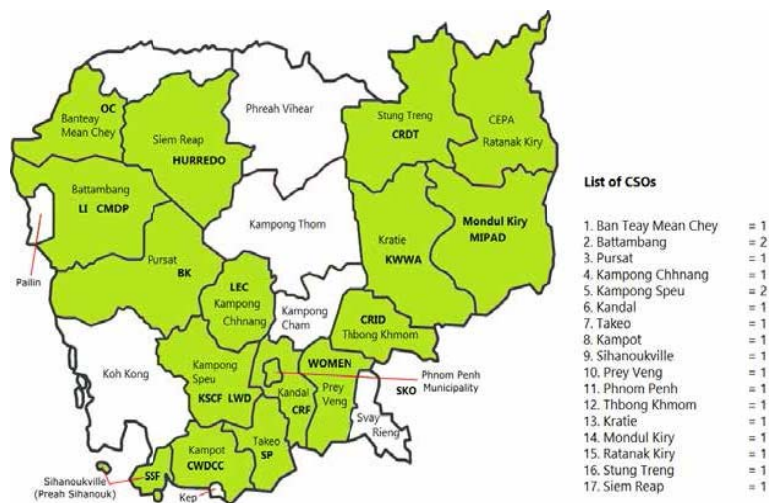 OC
Banteay
Mean Chey
Siem Reap
HURREDO
Phreah Vihear
Stung Treng
CRDT
CEPA
Ratanak Kiry
Battambang
LI CMDP
Pailin
Pursat
BK
Kampong Thom
Kratie
KWWA
Mondul Kiry
MIPAD
LEC
Kampong
Chhnang
Kampong
Cham
CRID
Thbong Khmom
Koh Kong
Kampong
Speu
KSCF LWD
Kandal
CRF
WOMEN
Prey
Veng
Phnom Penh
Municipality
SKO
Svay
Rieng
Takeo
SP
Kampot
CWDCC
SSF
Sihanoukville
(Preah Sihanouk)
Kep
List of CSOs
1. Ban Teay Mean Chey = 1
2. Battambang = 2
3. Pursat = 1
4. Kampong Chhnang = 1
5. Kampong Speu = 2
6. Kandal = 1
7. Takeo = 1
8. Kampot = 1
9. Sihanoukville = 1
10. Prey Veng = 1
11. Phnom Penh = 1
12. Thbong Khmom = 1
13. Kratie = 1
14. Mondul Kiry = 1
15. Ratanak Kiry = 1
16. Stung Treng = 1
17. Siem Reap = 1